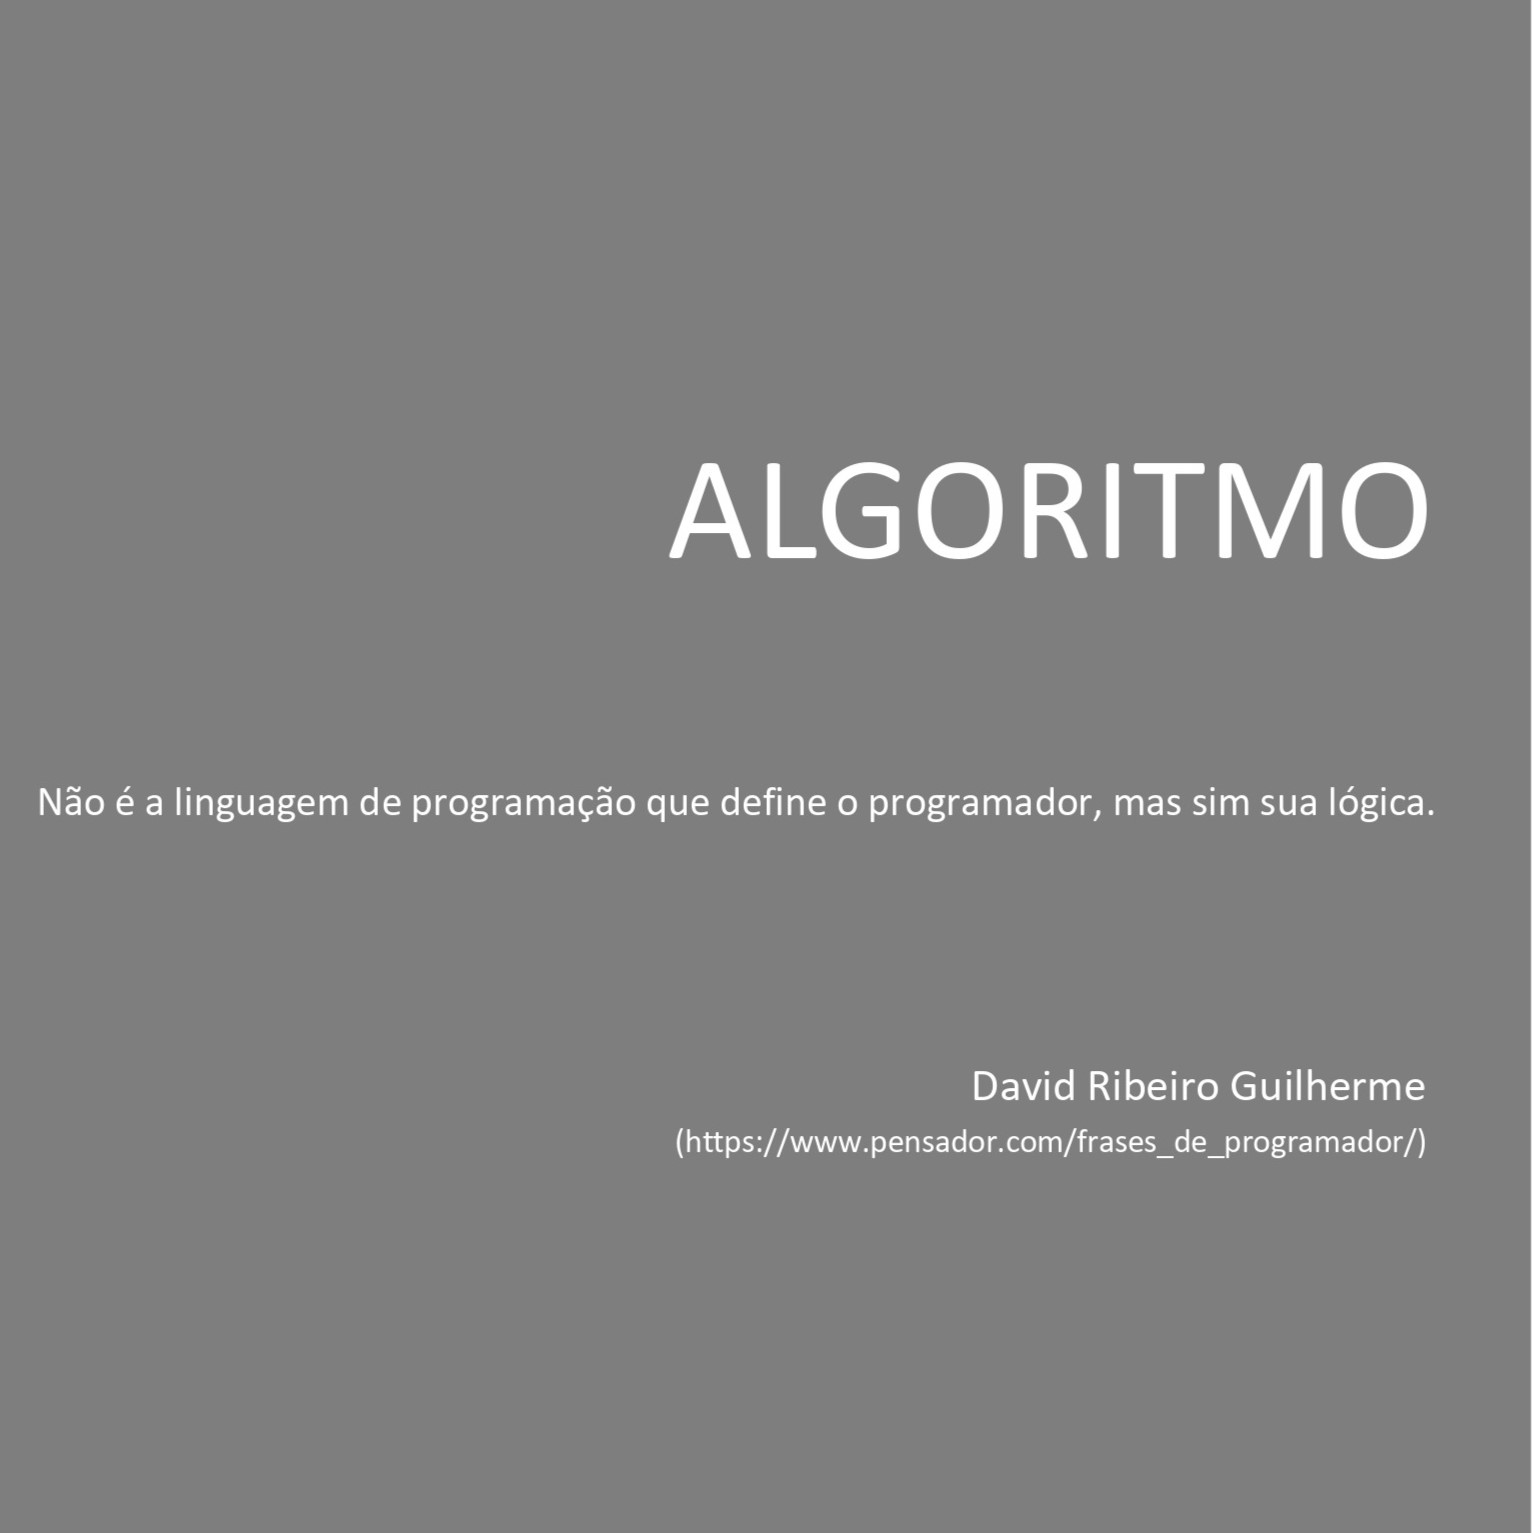 ALGORITMO
Não é a linguagem de programação que define o programador, mas sim sua lógica.
David Ribeiro Guilherme
(https://www.pensador.com/frases_de_programador/)